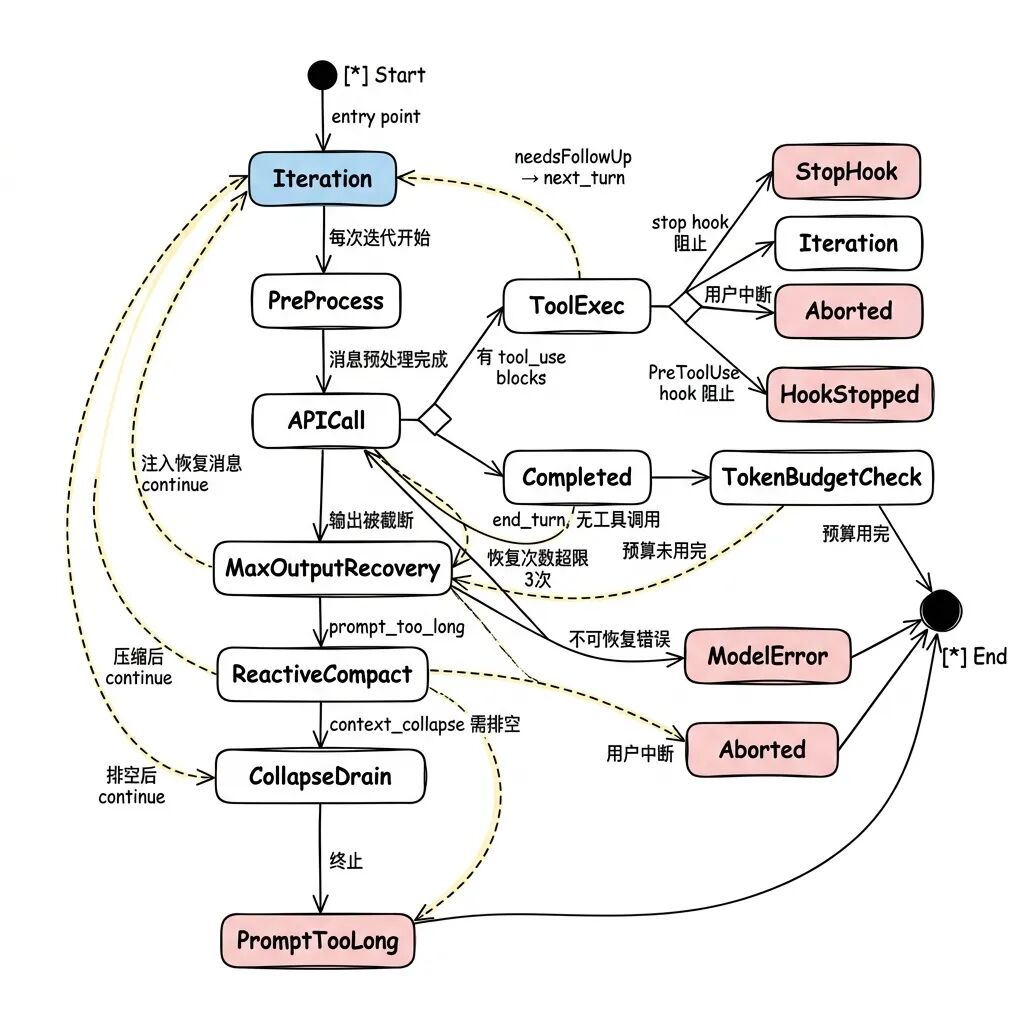 [*] Start
entry point
Iteration
每次迭代开始
PreProcess
消息预处理完成
APICall
needsFollowUp
→ next_turn
ToolExec
有 tool_use
blocks
stop hook
阻止
StopHook
Iteration
用户中断
Aborted
PreToolUse
hook 阻止
HookStopped
Completed
TokenBudgetCheck
end_turn, 无工具调用
预算未用完
预算用完
注入恢复消息
continue
输出被截断
恢复次数超限
3次
MaxOutputRecovery
prompt_too_long
不可恢复错误
ModelError
[*] End
压缩后
continue
ReactiveCompact
context_collapse 需排空
用户中断
Aborted
排空后
continue
CollapseDrain
终止
PromptTooLong